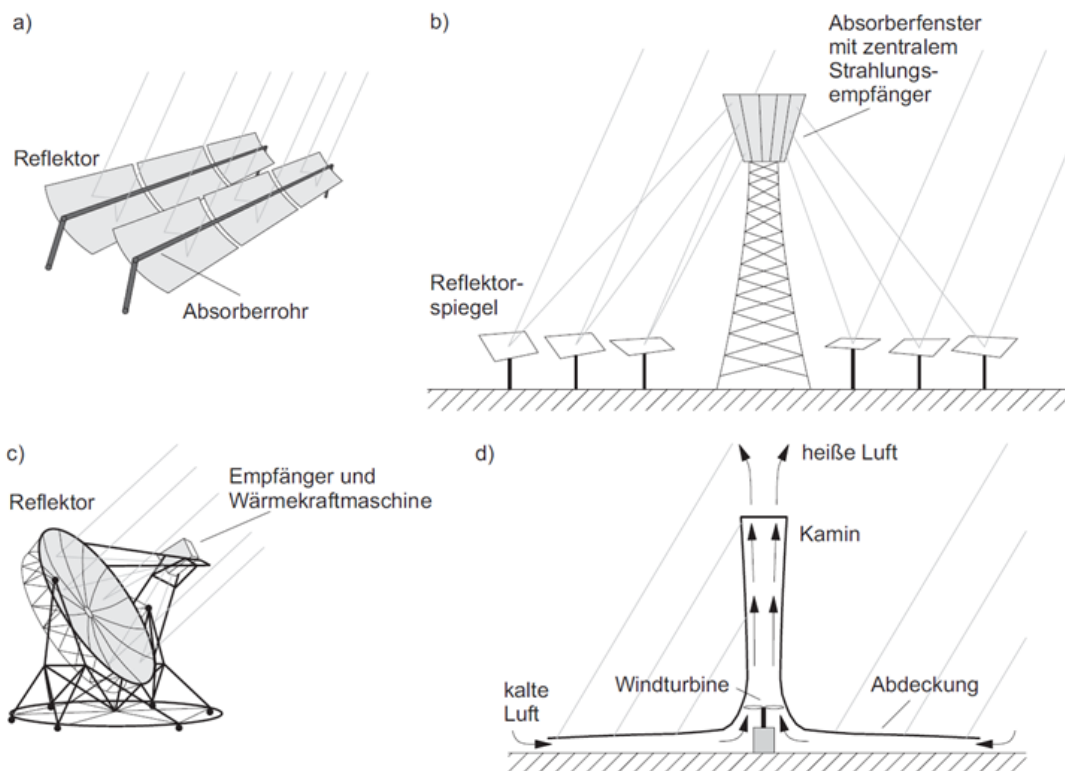 a)
Reflektor
Absorberrohr
b)
Absorberfenster
mit zentralem
Strahlungs-
empfänger
Reflektor-
spiegel
c)
Reflektor
Empfänger und
Wärmekraftmaschine
d)
heiße Luft
Kamin
Windturbine
Abdeckung
kalte
Luft